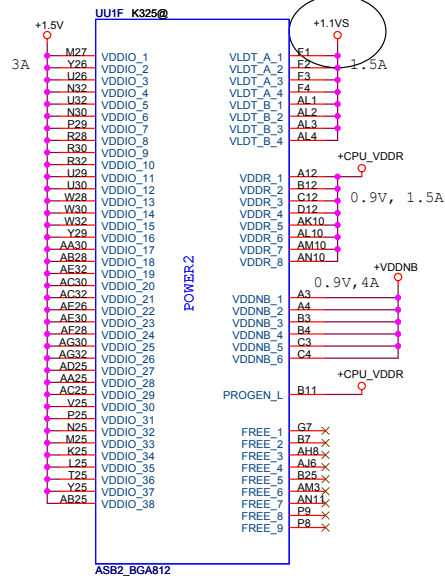 UU1F K325@
+1.5V
+1.1VS
3A
1.5A
M27 VDDIO_1 VLDT_A_1 F1
Y26 VDDIO_2 VLDT_A_2 F2
U26 VDDIO_3 VLDT_A_3 F3
N32 VDDIO_4 VLDT_A_4 F4
U32 VDDIO_5 VLDT_B_1 AL1
N30 VDDIO_6 VLDT_B_2 AL2
P29 VDDIO_7 VLDT_B_3 AL3
R28 VDDIO_8 VLDT_B_4 AL4
R30 VDDIO_9
R32 VDDIO_10
+CPU_VDDR
U29 VDDIO_11 VDDR_1 A12
U30 VDDIO_12 VDDR_2 B12
W28 VDDIO_13 VDDR_3 C12
0.9V, 1.5A
W30 VDDIO_14 VDDR_4 D12
W32 VDDIO_15 VDDR_5 AK10
Y29 VDDIO_16 VDDR_6 AL10
AA30 VDDIO_17 VDDR_7 AM10
AB28 VDDIO_18 VDDR_8 AN10
AE32 VDDIO_19
+VDDNB
0.9V,4A
AC30 VDDIO_20
AC32 VDDIO_21 VDDNB_1 A3
AE26 VDDIO_22 VDDNB_2 A4
AE30 VDDIO_23 VDDNB_3 B3
AF28 VDDIO_24 VDDNB_4 B4
AG30 VDDIO_25 VDDNB_5 C3
AG32 VDDIO_26 VDDNB_6 C4
POWER2
AD25 VDDIO_27
AA25 VDDIO_28
+CPU_VDDR
AC25 VDDIO_29 PROGEN_L B11
V25 VDDIO_30
P25 VDDIO_31
N25 VDDIO_32 FREE_1 G7
M25 VDDIO_33 FREE_2 B7
K25 VDDIO_34 FREE_3 AH8
L25 VDDIO_35 FREE_4 AJ6
T25 VDDIO_36 FREE_5 B25
Y25 VDDIO_37 FREE_6 AM3
AB25 VDDIO_38 FREE_7 AN11
FREE_8 P9
FREE_9 P8
ASB2_BGA812